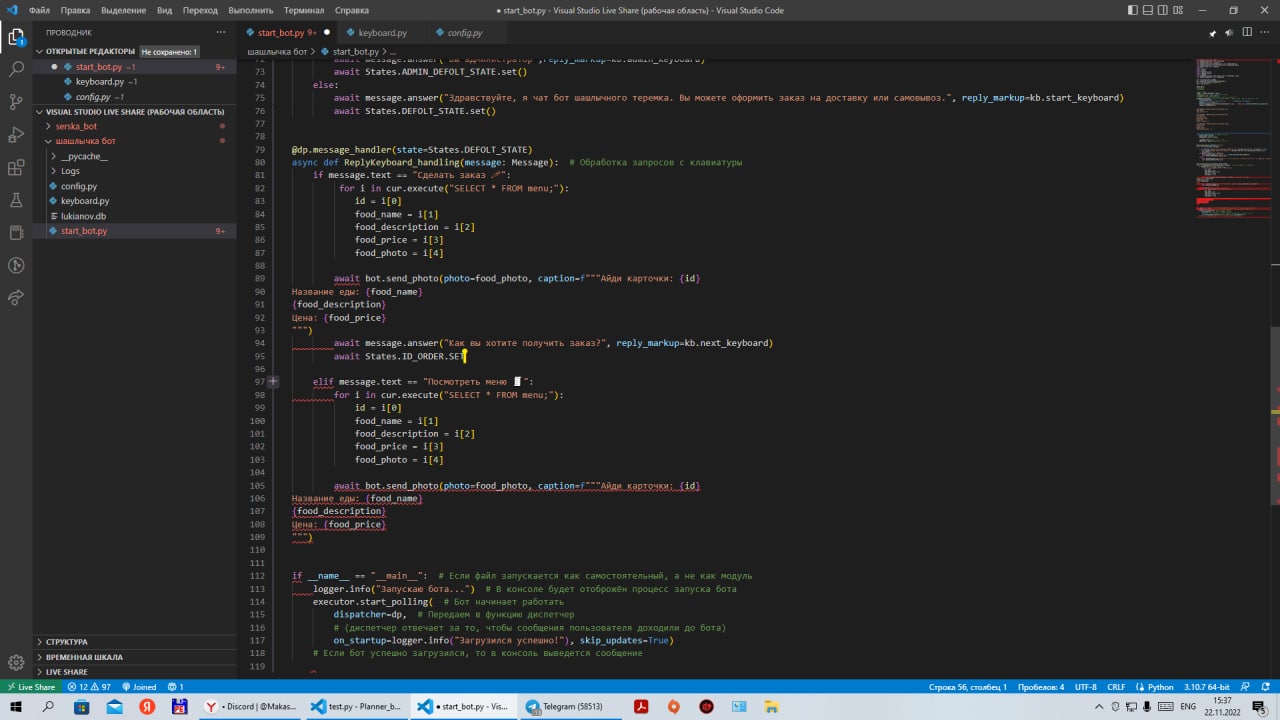 Файл Правка Выделение Вид Переход Выполнить Терминал Справка
● start_bot.py - Visual Studio Live Share (рабочая область) - Visual Studio Code
ПРОВОДНИК ···
ОТКРЫТЫЕ РЕДАКТОРЫ Не сохранено: 1
● start_bot.py ~1 9+
keyboard.py ~1
config.py ~1
VISUAL STUDIO LIVE SHARE (РАБОЧАЯ ОБЛАСТЬ)
serska_bot
шашлычка бот
__pycache__
Logs
config.py
keyboard.py
lukianov.db
start_bot.py 9+
СТРУКТУРА
ВРЕМЕННАЯ ШКАЛА
LIVE SHARE
start_bot.py 9+ ● keyboard.py config.py
шашлычка бот > start_bot.py > ...
72 await message.answer("Вы администратор",reply_markup=kb.admin_keyboard)
73 await States.ADMIN_DEFOLT_STATE.set()
74 else:
75 await message.answer("Здравствуйте, я чат бот шашлычного теремка. Вы можете оформить заказ на доставку или самовывоз.", reply_markup=kb.start_keyboard)
76 await States.DEFOLT_STATE.set()
77
78
79 @dp.message_handler(state=States.DEFOLT_STATE)
80 async def ReplyKeyboard_handling(message: Message): # Обработка запросов с клавиатуры
81 if message.text == "Сделать заказ 🥓":
82 for i in cur.execute("SELECT * FROM menu;"):
83 id = i[0]
84 food_name = i[1]
85 food_description = i[2]
86 food_price = i[3]
87 food_photo = i[4]
88
89 await bot.send_photo(photo=food_photo, caption=f"""Айди карточки: {id}
90 Название еды: {food_name}
91 {food_description}
92 Цена: {food_price}
93 """)
94 await message.answer("Как вы хотите получить заказ?", reply_markup=kb.next_keyboard)
95 await States.ID_ORDER.SET
96
97 elif message.text == "Посмотреть меню 🧾":
98 for i in cur.execute("SELECT * FROM menu;"):
99 id = i[0]
100 food_name = i[1]
101 food_description = i[2]
102 food_price = i[3]
103 food_photo = i[4]
104
105 await bot.send_photo(photo=food_photo, caption=f"""Айди карточки: {id}
106 Название еды: {food_name}
107 {food_description}
108 Цена: {food_price}
109 """)
110
111
112 if __name__ == "__main__": # Если файл запускается как самостоятельный, а не как модуль
113 logger.info("Запускаю бота...") # В консоле будет отоброжён процесс запуска бота
114 executor.start_polling( # Бот начинает работать
115 dispatcher=dp, # Передаем в функцию диспетчер
116 # (диспетчер отвечает за то, чтобы сообщения пользователя доходили до бота)
117 on_startup=logger.info("Загрузился успешно!"), skip_updates=True)
118 # Если бот успешно загрузился, то в консоль выведется сообщение
119
Live Share 12 97 Joined 1 Строка 56, столбец 1 Пробелов: 4 UTF-8 CRLF Python 3.10.7 64-bit
Discord | @Makas... test.py - Planner_b... ● start_bot.py - Vis... Telegram (58513) ENG 15:37
22.11.2022 5